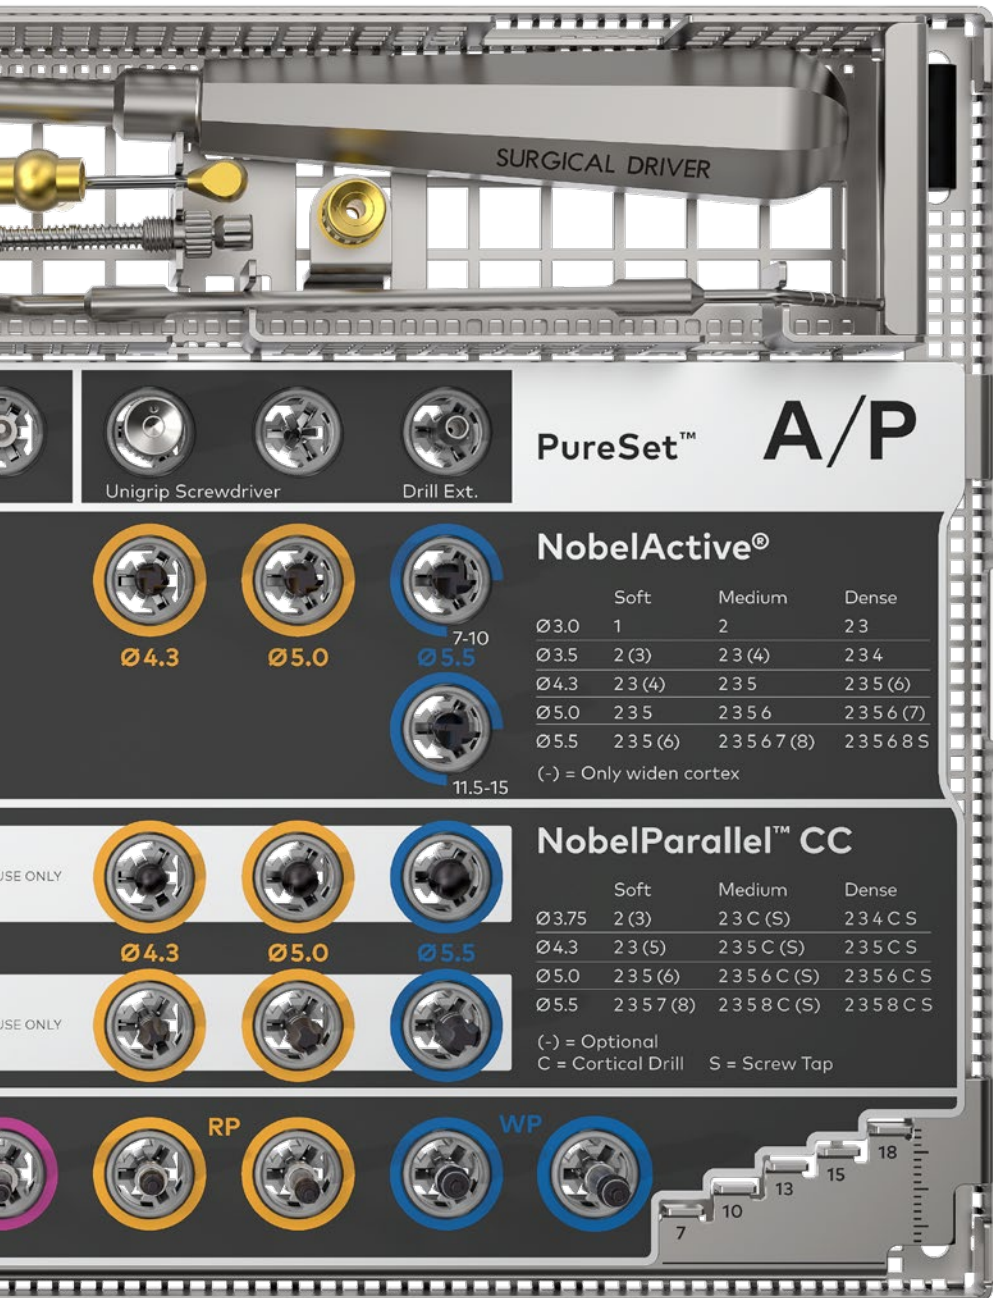 SURGICAL DRIVER
Unigrip Screwdriver
Drill Ext.
PureSet™
A/P
NobelActive®
Soft Medium Dense
Ø3.0 1 2 2 3
Ø3.5 2 (3) 2 3 (4) 2 3 4
Ø4.3 2 3 (4) 2 3 5 2 3 5 (6)
Ø5.0 2 3 5 2 3 5 6 2 3 5 6 (7)
Ø5.5 2 3 5 (6) 2 3 5 6 7 (8) 2 3 5 6 8 S
(-) = Only widen cortex
7-10
Ø4.3 Ø5.0 Ø5.5
11.5-15
NobelParallel™ CC
Soft Medium Dense
Ø3.75 2 (3) 2 3 C (S) 2 3 4 C S
Ø4.3 2 3 (5) 2 3 5 C (S) 2 3 5 C S
Ø5.0 2 3 5 (6) 2 3 5 6 C (S) 2 3 5 6 C S
Ø5.5 2 3 5 7 (8) 2 3 5 8 C (S) 2 3 5 8 C S
(-) = Optional
C = Cortical Drill S = Screw Tap
USE ONLY
Ø4.3 Ø5.0 Ø5.5
USE ONLY
RP WP
7 10 13 15 18